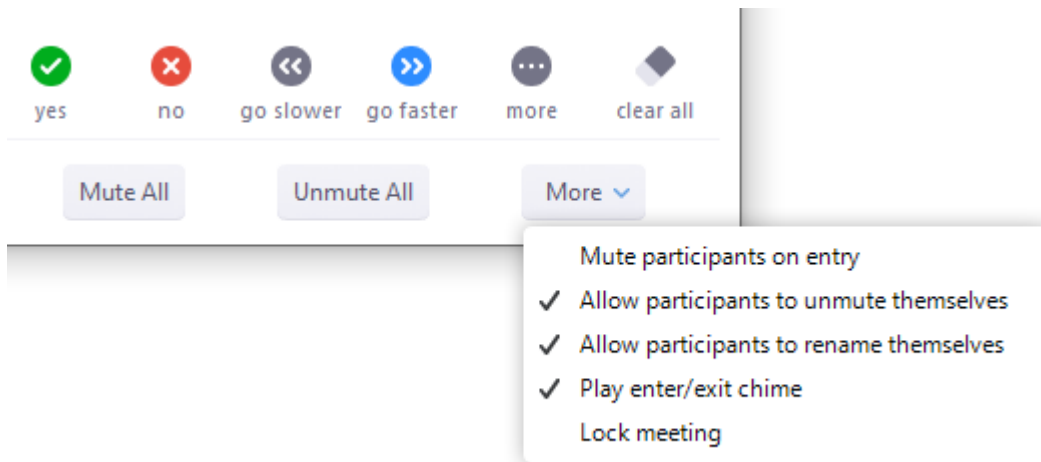 yes no go slower go faster more clear all
Mute All Unmute All More
Mute participants on entry
Allow participants to unmute themselves
Allow participants to rename themselves
Play enter/exit chime
Lock meeting